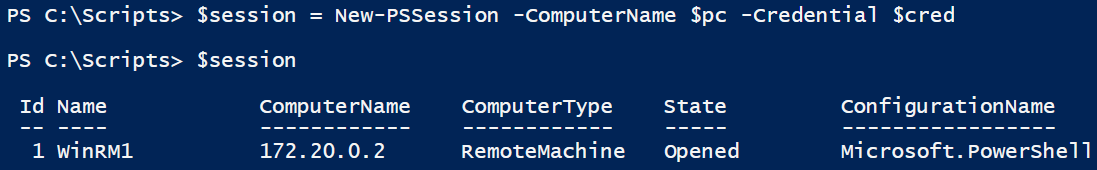 PS C:\Scripts> $session = New-PSSession -ComputerName $pc -Credential $cred
PS C:\Scripts> $session
Id Name ComputerName ComputerType State ConfigurationName
-- ---- ------------ ------------ ----- -----------------
1 WinRM1 172.20.0.2 RemoteMachine Opened Microsoft.PowerShell